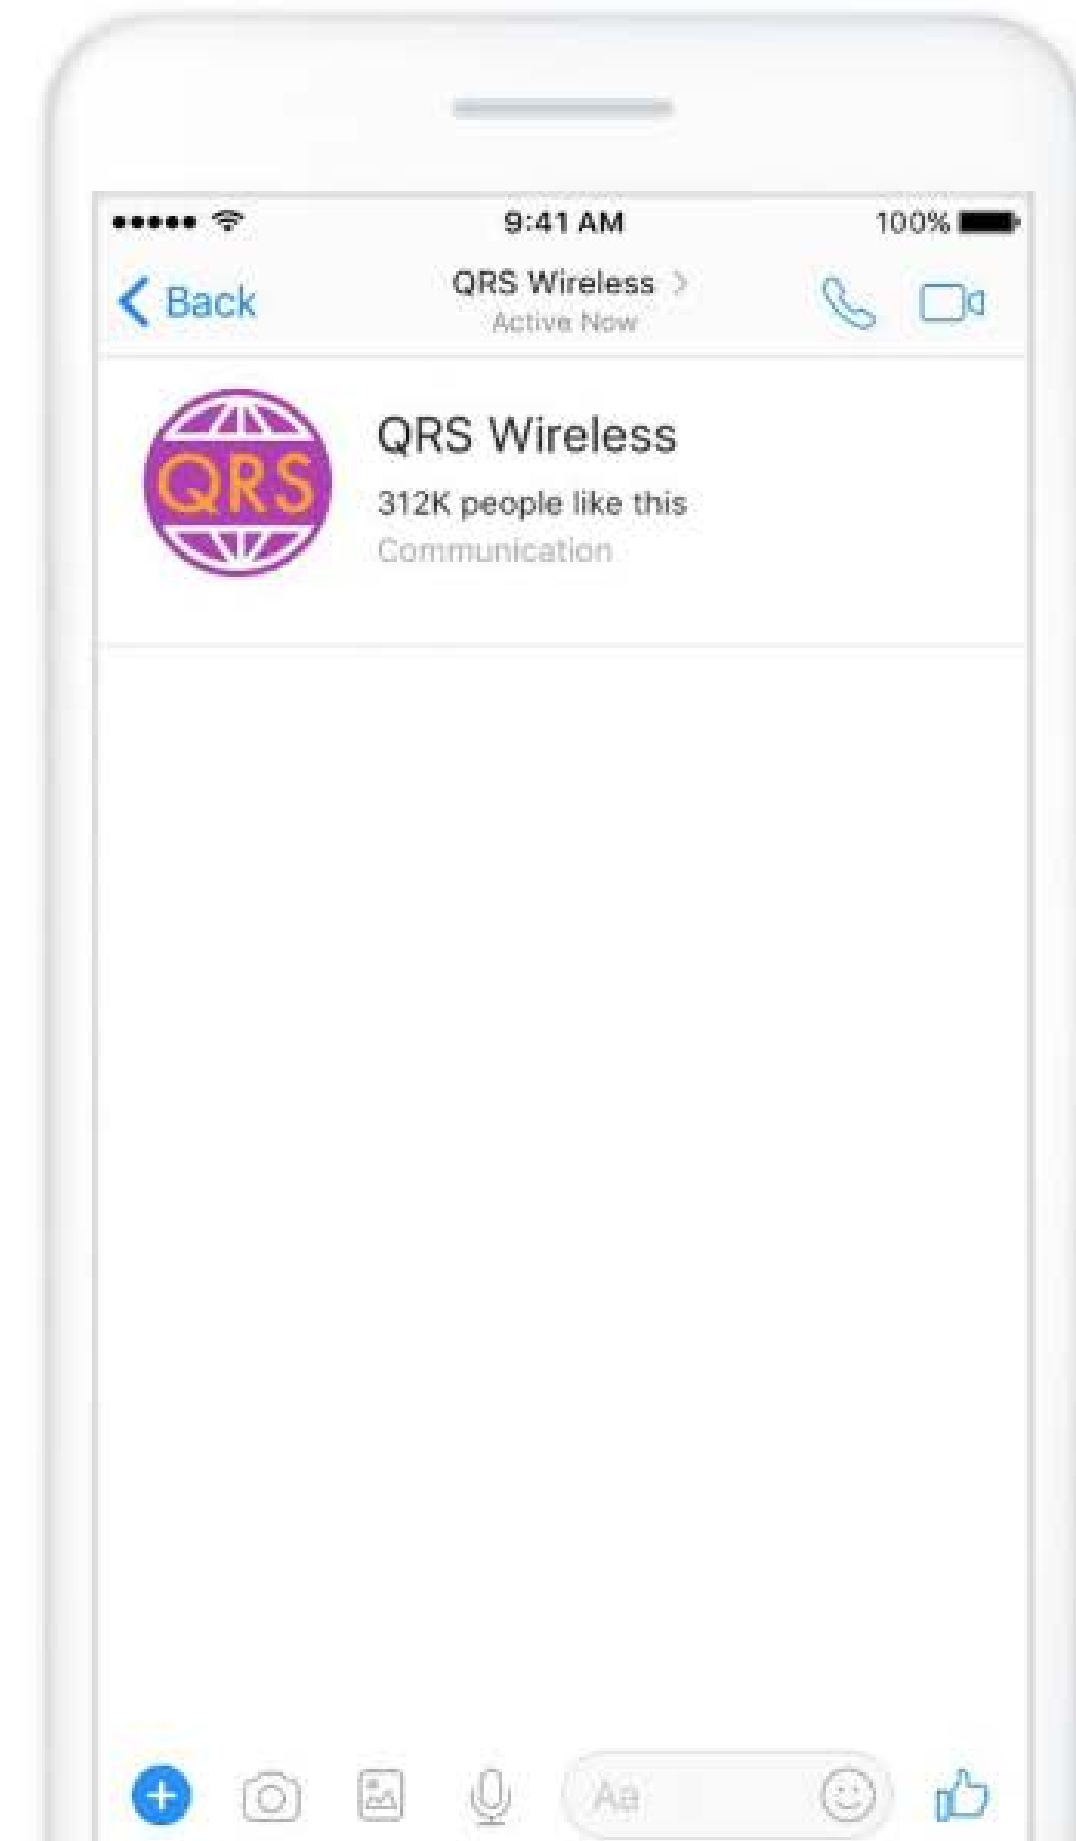 9:41 AM
100%
Back
QRS Wireless
Active Now
QRS
QRS Wireless
312K people like this
Communication
Aa